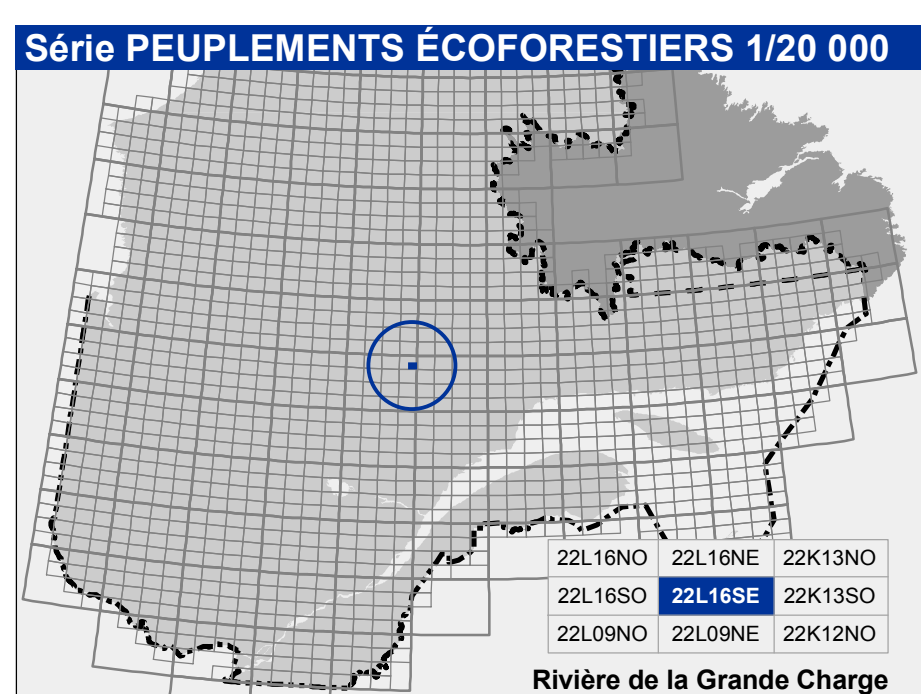 Série PEUPLEMENTS ÉCOFORESTIERS 1/20 000
22L16NO 22L16NE 22K13NO
22L16SO 22L16SE 22K13SO
22L09NO 22L09NE 22K12NO
Rivière de la Grande Charge